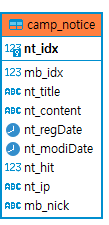 camp_notice
123 nt_idx
123 mb_idx
ABC nt_title
ABC nt_content
nt_regDate
nt_modiDate
123 nt_hit
ABC nt_ip
ABC mb_nick